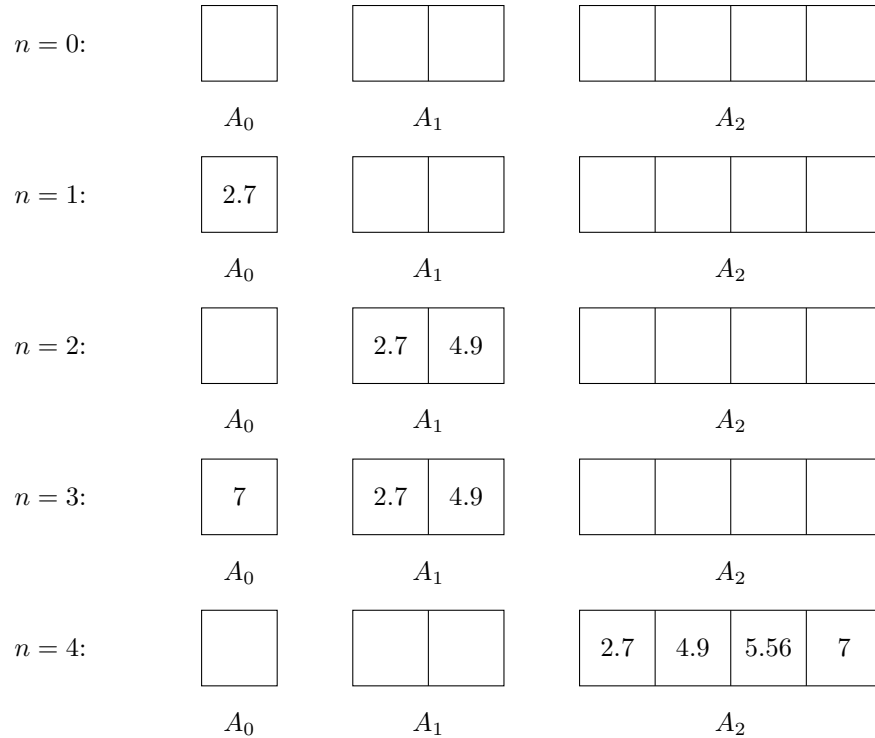 n = 0:
A₀ A₁ A₂
n = 1: 2.7
A₀ A₁ A₂
n = 2: 2.7 4.9
A₀ A₁ A₂
n = 3: 7 2.7 4.9
A₀ A₁ A₂
n = 4: 2.7 4.9 5.56 7
A₀ A₁ A₂